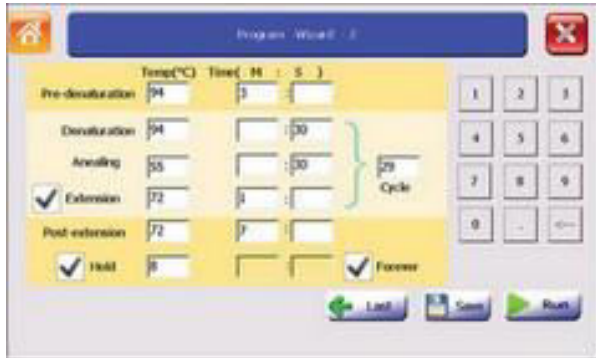 Program Wizard - 2
Temp(°C) Time( M : S )
Pre-denaturation 94 3 :
Denaturation 94 : 30
Annealing 55 : 30
29
Cycle
Extension 72 1 :
Post-extension 72 7 :
Hold 8 : Forever
1 2 3
4 5 6
7 8 9
0 . <--
Last Save Run